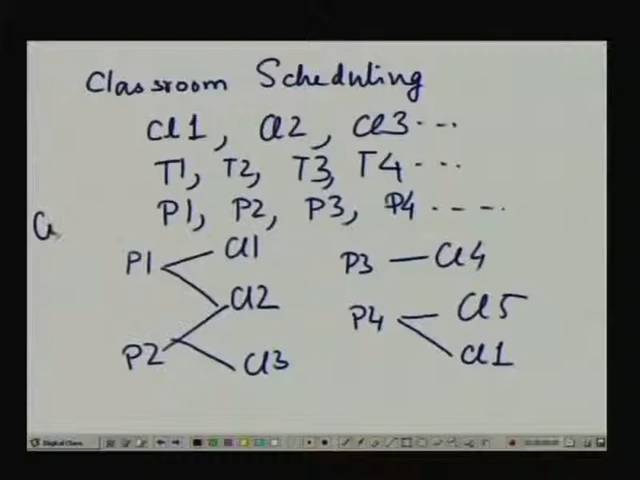 Classroom Scheduling
Cl1, Cl2, Cl3 ...
T1, T2, T3, T4 ...
P1, P2, P3, P4 .....
P1 Cl1 P3 Cl4
Cl2 P4 Cl5
P2 Cl3 Cl1